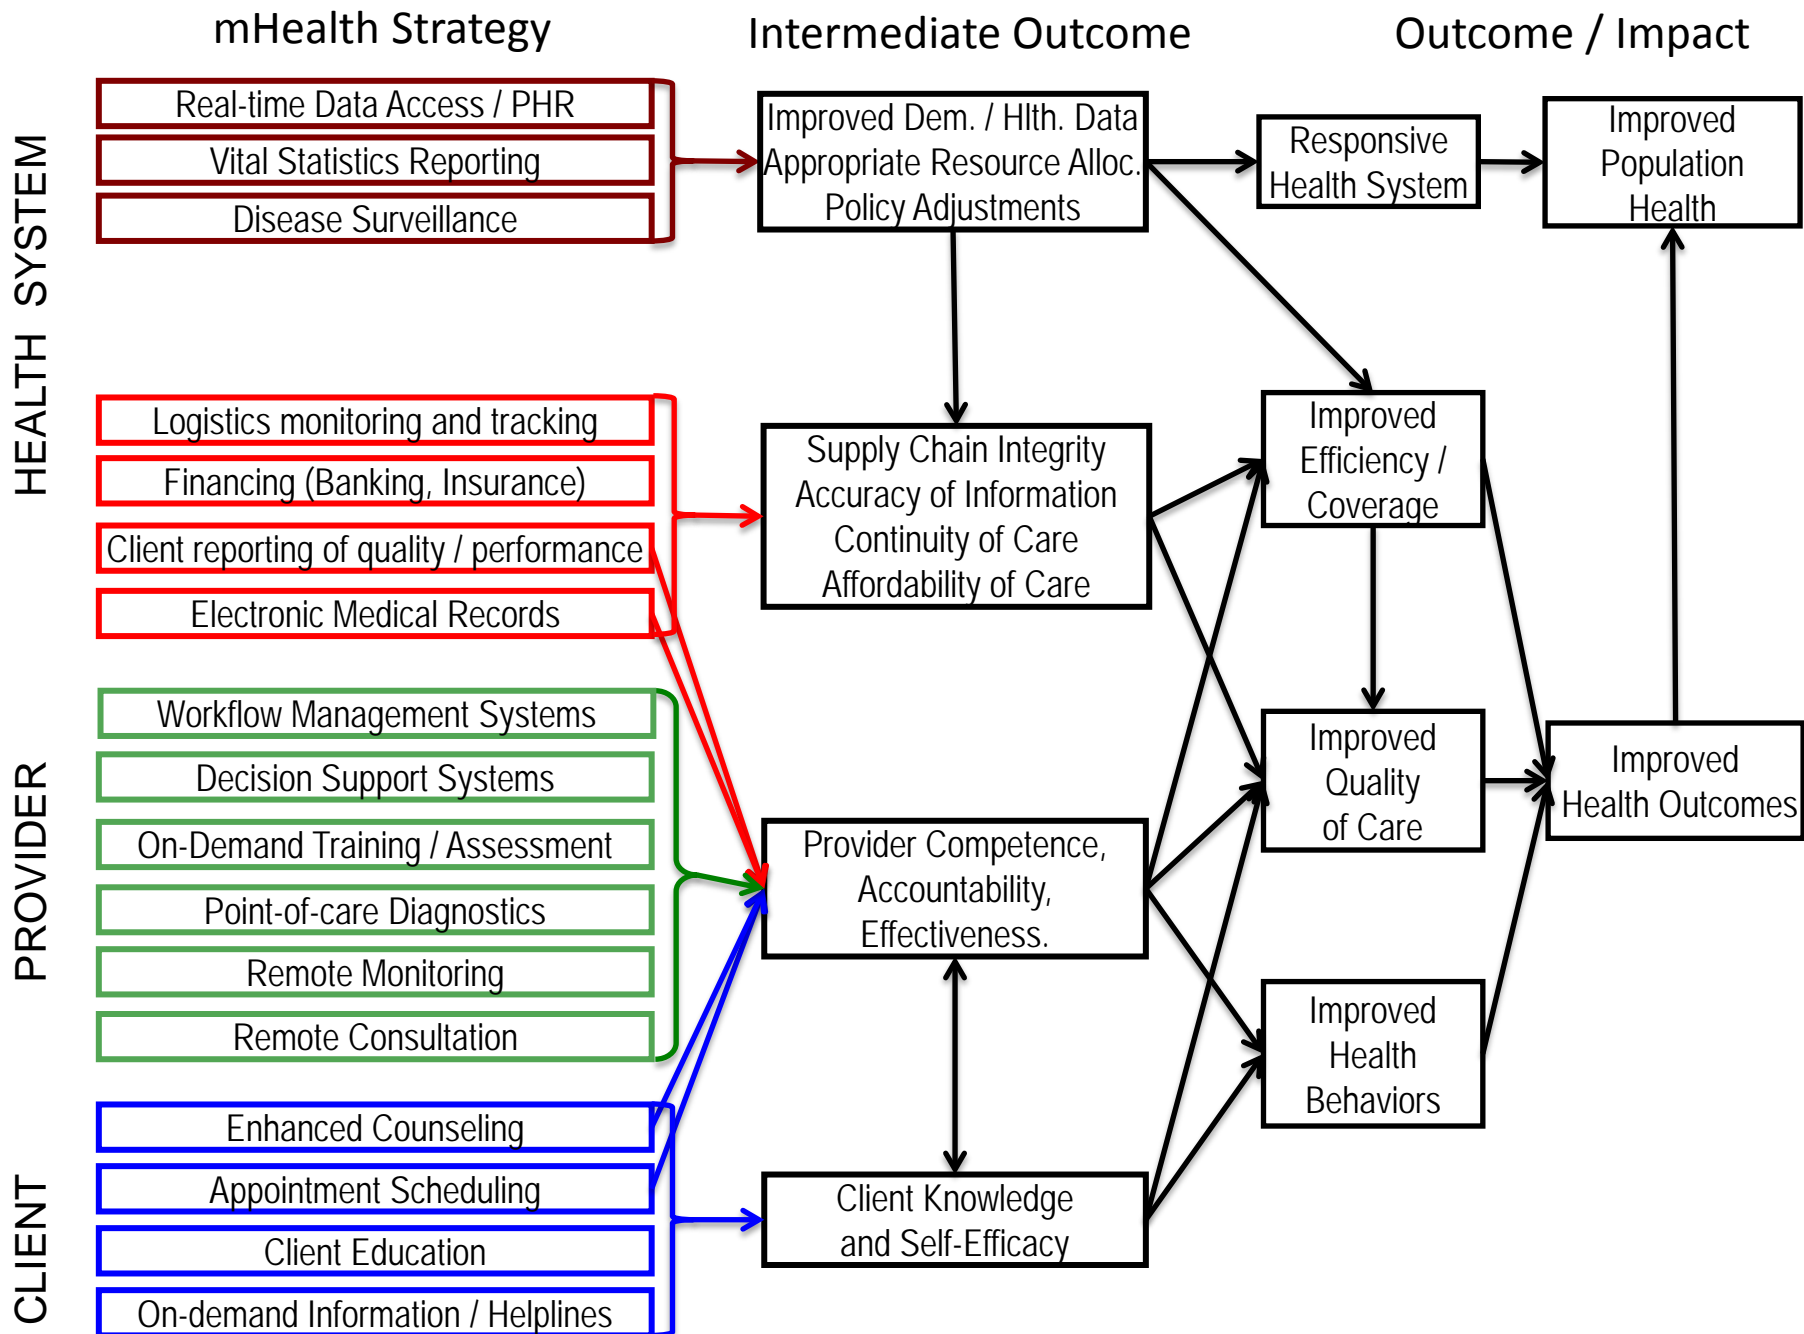 mHealth Strategy
Intermediate Outcome
Outcome / Impact
HEALTH SYSTEM
Real-time Data Access / PHR
Vital Statistics Reporting
Disease Surveillance
Improved Dem. / Hlth. Data
Appropriate Resource Alloc.
Policy Adjustments
Responsive
Health System
Improved
Population
Health
Logistics monitoring and tracking
Financing (Banking, Insurance)
Client reporting of quality / performance
Electronic Medical Records
Supply Chain Integrity
Accuracy of Information
Continuity of Care
Affordability of Care
Improved
Efficiency /
Coverage
PROVIDER
Workflow Management Systems
Decision Support Systems
On-Demand Training / Assessment
Point-of-care Diagnostics
Remote Monitoring
Remote Consultation
Provider Competence,
Accountability,
Effectiveness.
Improved
Quality
of Care
Improved
Health Outcomes
Improved
Health
Behaviors
CLIENT
Enhanced Counseling
Appointment Scheduling
Client Education
On-demand Information / Helplines
Client Knowledge
and Self-Efficacy